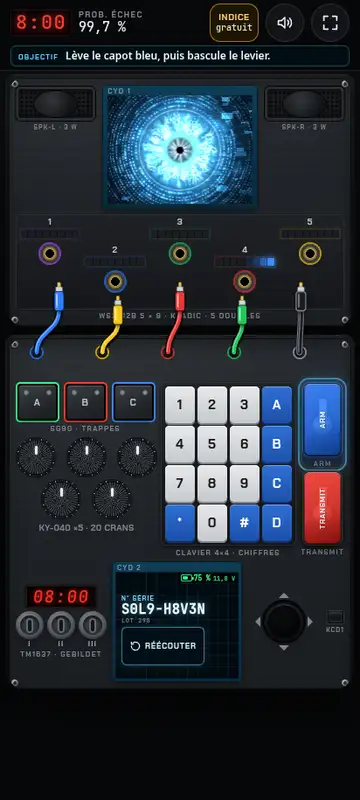 8:00
PROB. ÉCHEC
99,7 %
INDICE
gratuit
OBJECTIF Lève le capot bleu, puis bascule le levier.
CYD 1
SPK-L · 3 W
SPK-R · 3 W
1
2
3
4
5
A
B
C
SG90 · TRAPPES
KY-040 ×5 · 20 CRANS
1 2 3 A
4 5 6 B
7 8 9 C
* 0 # D
CLAVIER 4×4 · CHIFFRES
ARM
ARM
TRANSMIT
TRANSMIT
08:00
I II III
TM1637 · GEBILDET
CYD 2
75 % 11,8 V
N° SÉRIE
S0L9-H8V3N
LOT 29S
RÉÉCOUTER
KCD1